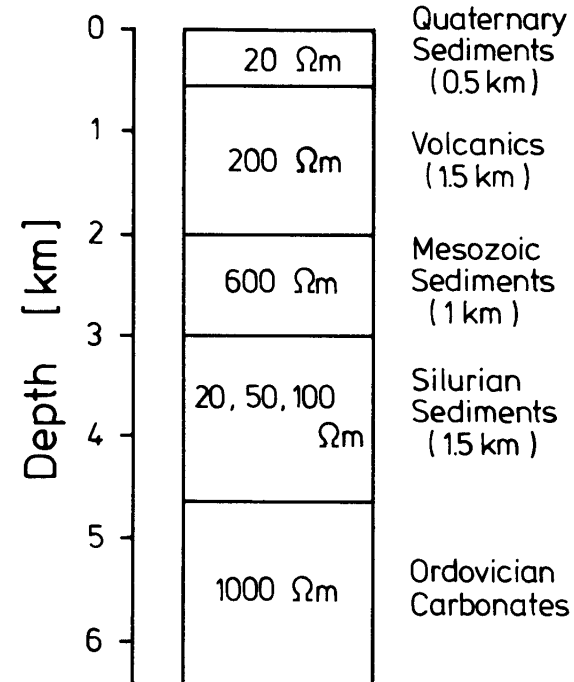 Depth [km]
0
1
2
3
4
5
6
20 Ωm
200 Ωm
600 Ωm
20, 50, 100
Ωm
1000 Ωm
Quaternary
Sediments
(0.5 km)
Volcanics
(1.5 km)
Mesozoic
Sediments
(1 km)
Silurian
Sediments
(1.5 km)
Ordovician
Carbonates